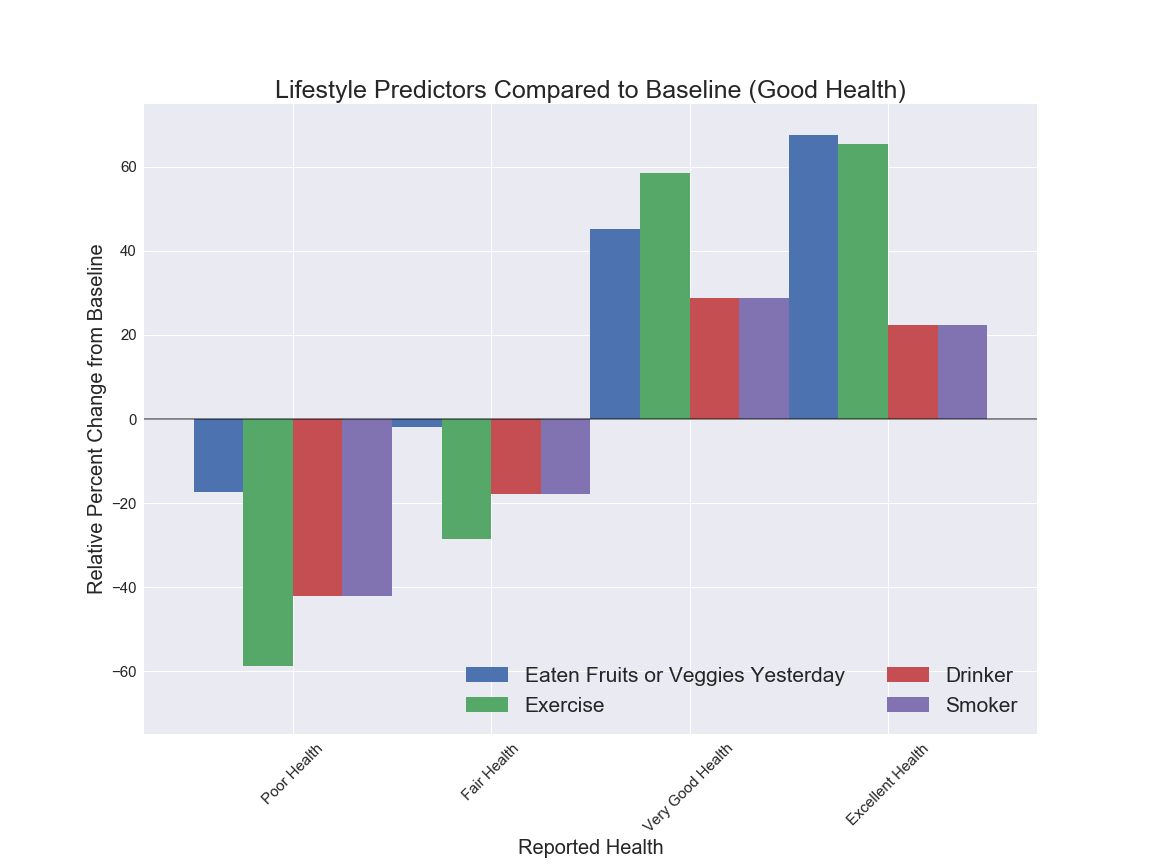 Lifestyle Predictors Compared to Baseline (Good Health)
Relative Percent Change from Baseline
60
40
20
0
−20
−40
−60
Eaten Fruits or Veggies Yesterday
Exercise
Drinker
Smoker
Poor Health
Fair Health
Very Good Health
Excellent Health
Reported Health